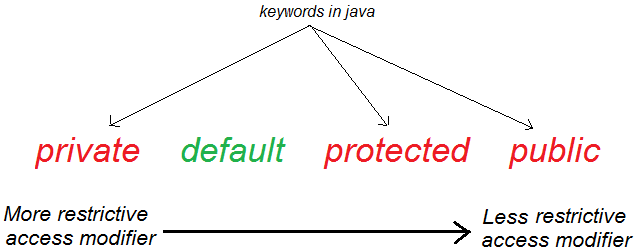 keywords in java
private default protected public
More restrictive
access modifier
Less restrictive
access modifier